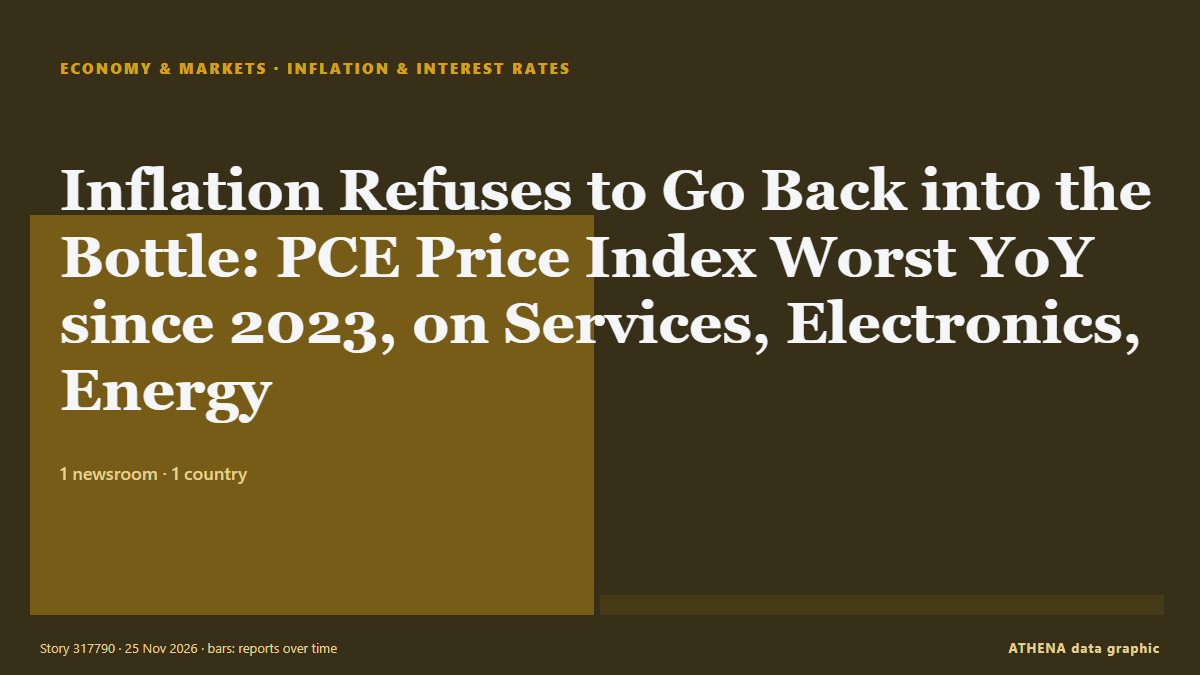 ECONOMY & MARKETS · INFLATION & INTEREST RATES
Inflation Refuses to Go Back into the
Bottle: PCE Price Index Worst YoY
since 2023, on Services, Electronics,
Energy
1 newsroom · 1 country
Story 317790 · 25 Nov 2026 · bars: reports over time
ATHENA data graphic